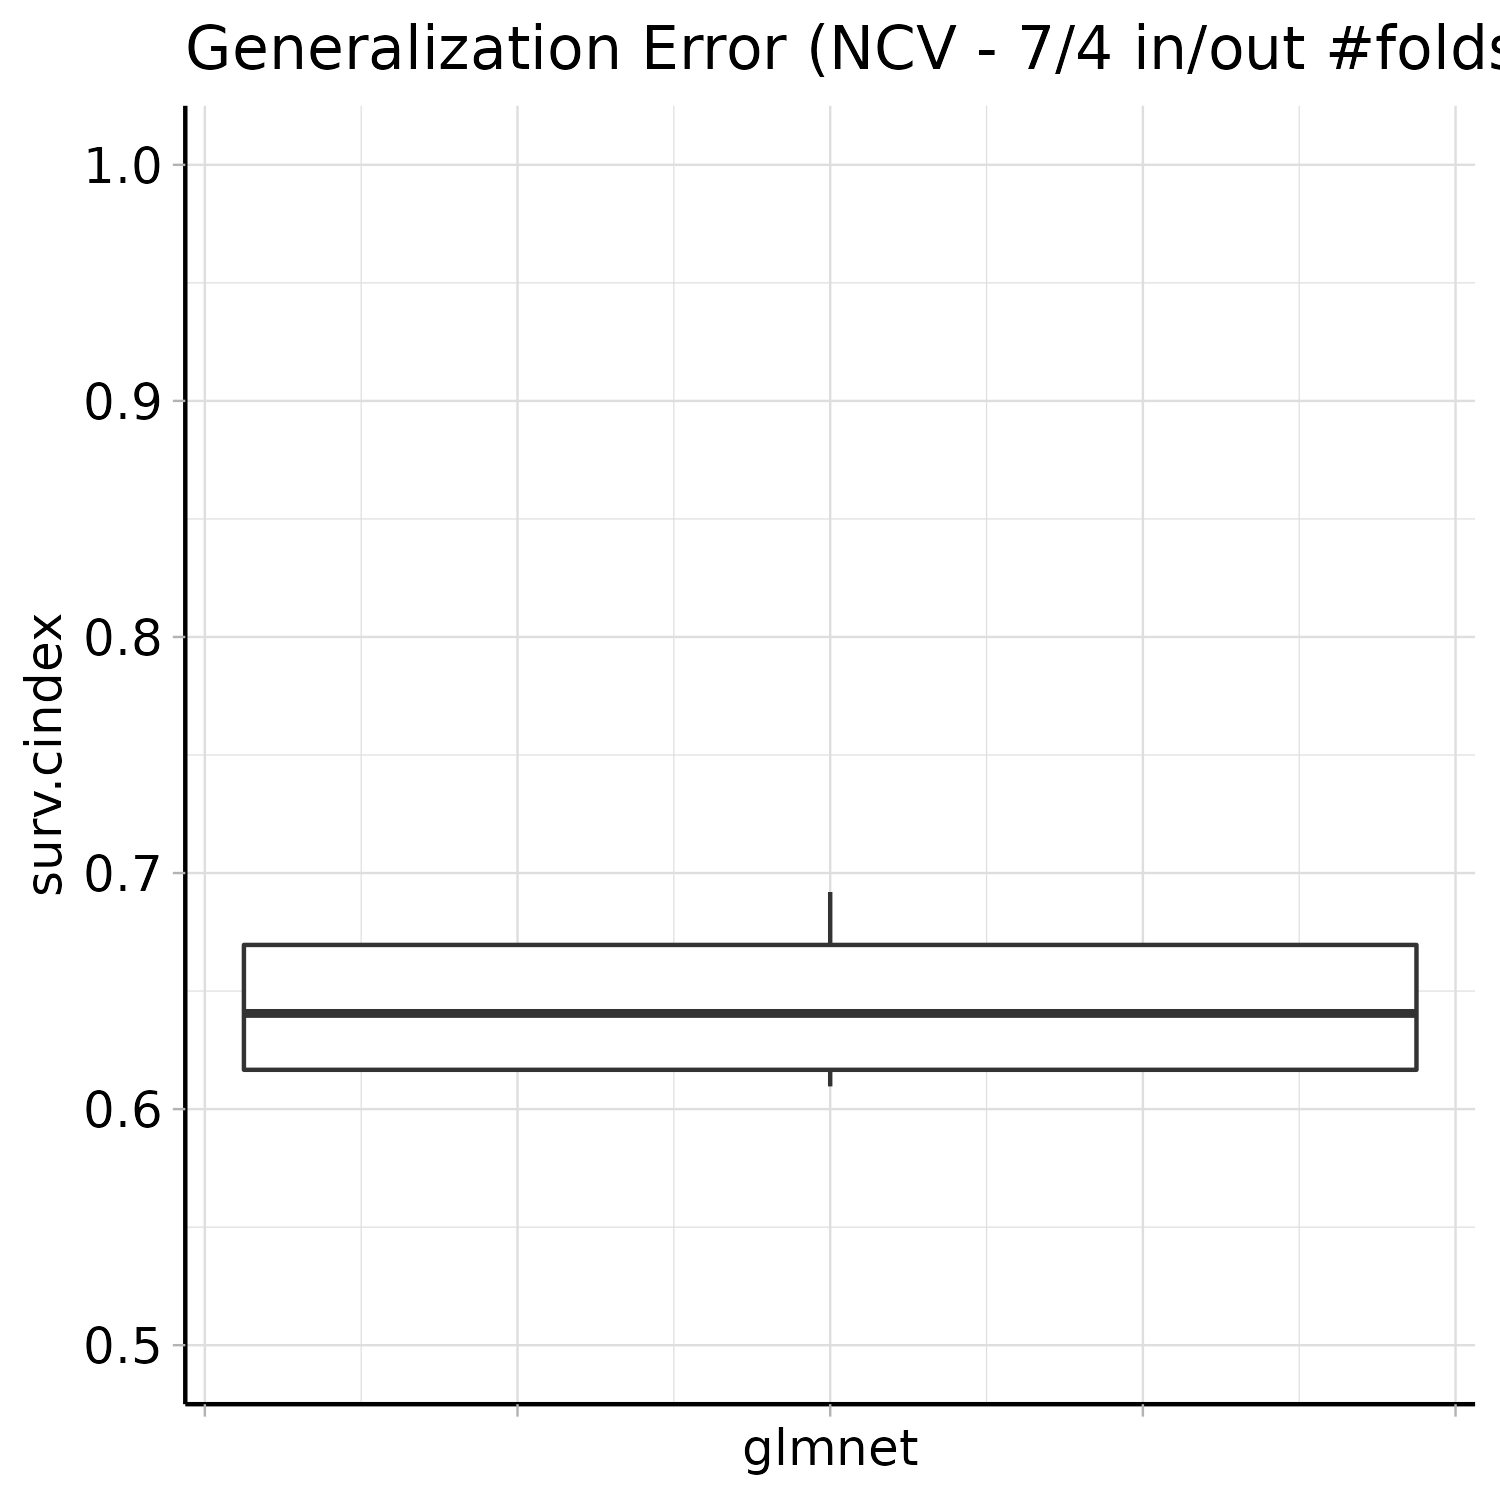 Generalization Error (NCV - 7/4 in/out #folds
1.0
0.9
0.8
0.7
0.6
0.5
surv.cindex
glmnet